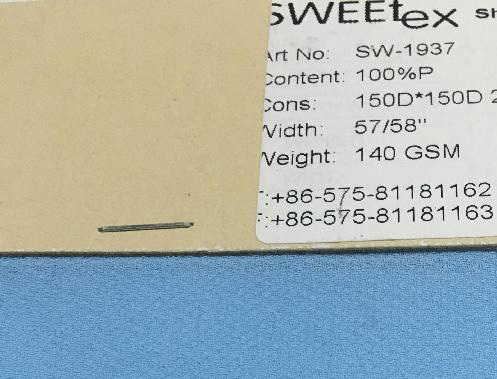 SWEEtex
Art No: SW-1937
Content: 100%P
Cons: 150D*150D
Width: 57/58"
Weight: 140 GSM
:+86-575-81181162
:+86-575-81181163